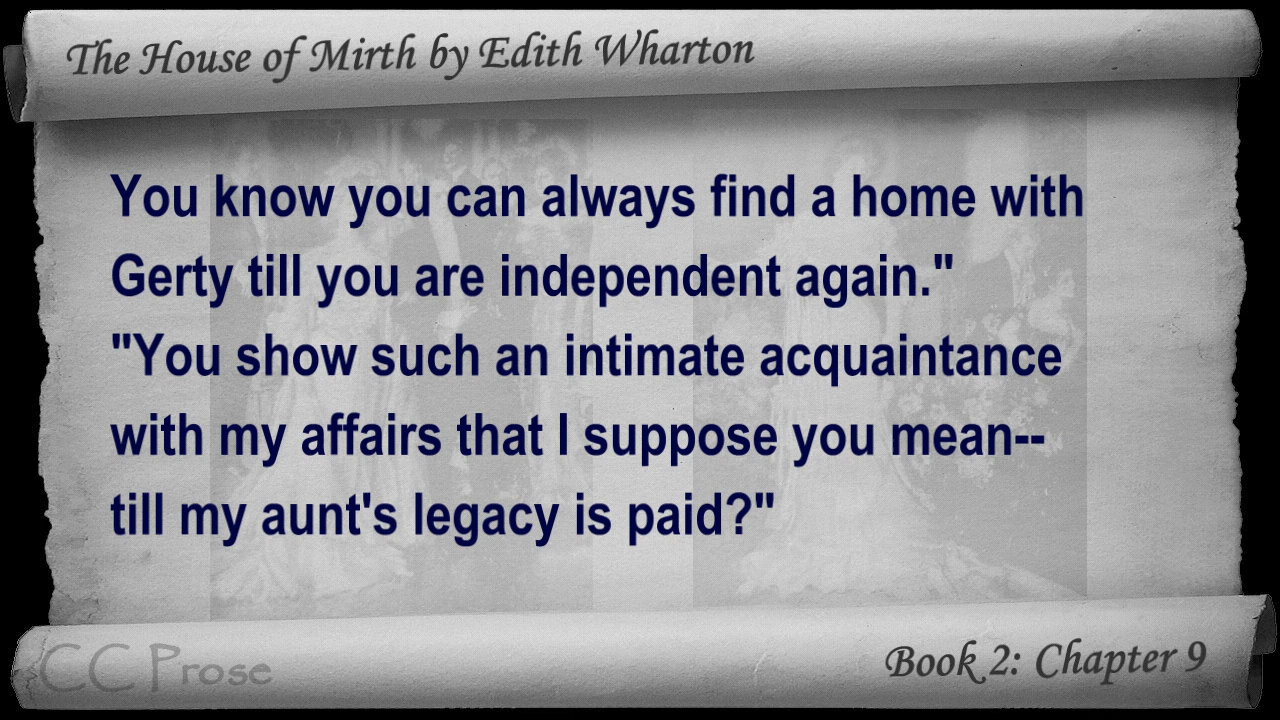 The House of Mirth by Edith Wharton
You know you can always find a home with
Gerty till you are independent again."
"You show such an intimate acquaintance
with my affairs that I suppose you mean--
till my aunt's legacy is paid?"
CC Prose
Book 2: Chapter 9